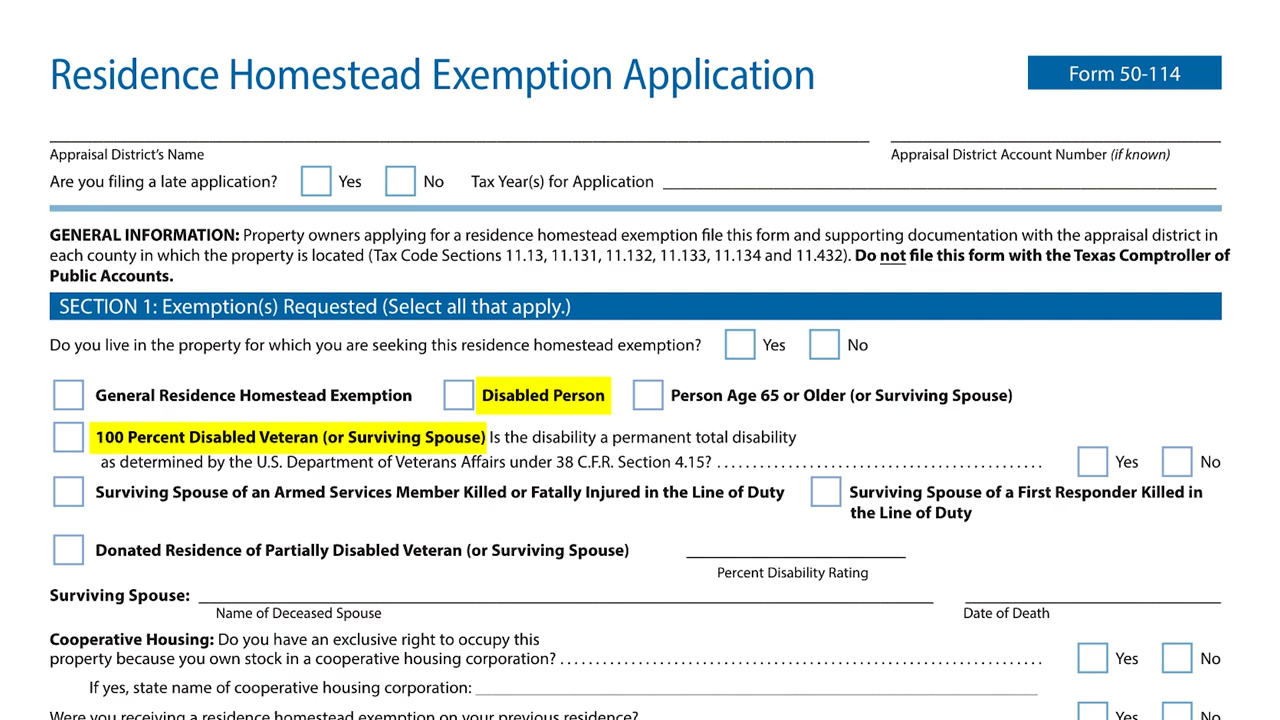 Residence Homestead Exemption Application
Form 50-114
Appraisal District's Name
Appraisal District Account Number (if known)
Are you filing a late application? Yes No Tax Year(s) for Application
GENERAL INFORMATION: Property owners applying for a residence homestead exemption file this form and supporting documentation with the appraisal district in
each county in which the property is located (Tax Code Sections 11.13, 11.131, 11.132, 11.133, 11.134 and 11.432). Do not file this form with the Texas Comptroller of
Public Accounts.
SECTION 1: Exemption(s) Requested (Select all that apply.)
Do you live in the property for which you are seeking this residence homestead exemption? Yes No
General Residence Homestead Exemption Disabled Person Person Age 65 or Older (or Surviving Spouse)
100 Percent Disabled Veteran (or Surviving Spouse) Is the disability a permanent total disability
as determined by the U.S. Department of Veterans Affairs under 38 C.F.R. Section 4.15? Yes No
Surviving Spouse of an Armed Services Member Killed or Fatally Injured in the Line of Duty
Surviving Spouse of a First Responder Killed in
the Line of Duty
Donated Residence of Partially Disabled Veteran (or Surviving Spouse)
Percent Disability Rating
Surviving Spouse:
Name of Deceased Spouse
Date of Death
Cooperative Housing: Do you have an exclusive right to occupy this
property because you own stock in a cooperative housing corporation? Yes No
If yes, state name of cooperative housing corporation:
Were you receiving a residence homestead exemption on your previous residence? Yes No